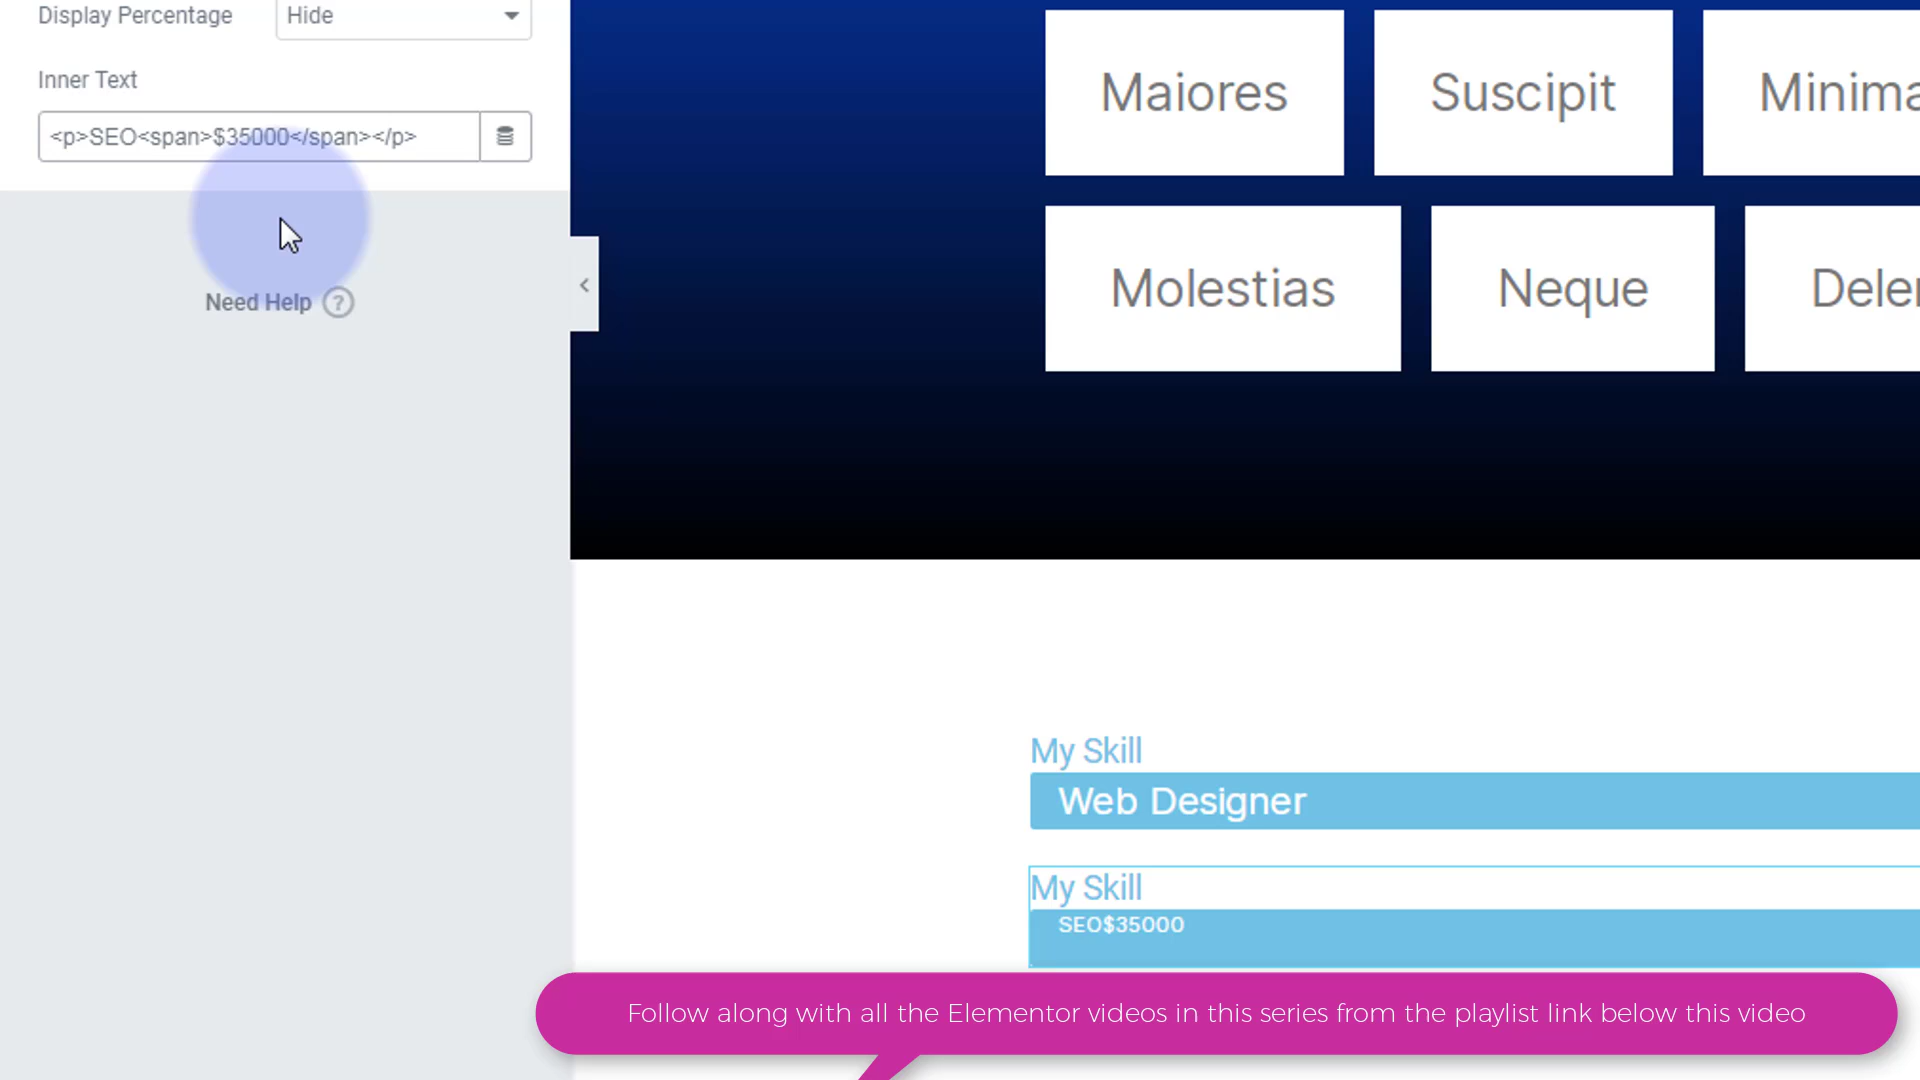 Display Percentage
Hide
Inner Text
<p>SEO<span>$35000</span></p>
Need Help ?
Maiores
Suscipit
Minima
Molestias
Neque
Deler
My Skill
Web Designer
My Skill
SEO$35000
Follow along with all the Elementor videos in this series from the playlist link below this video